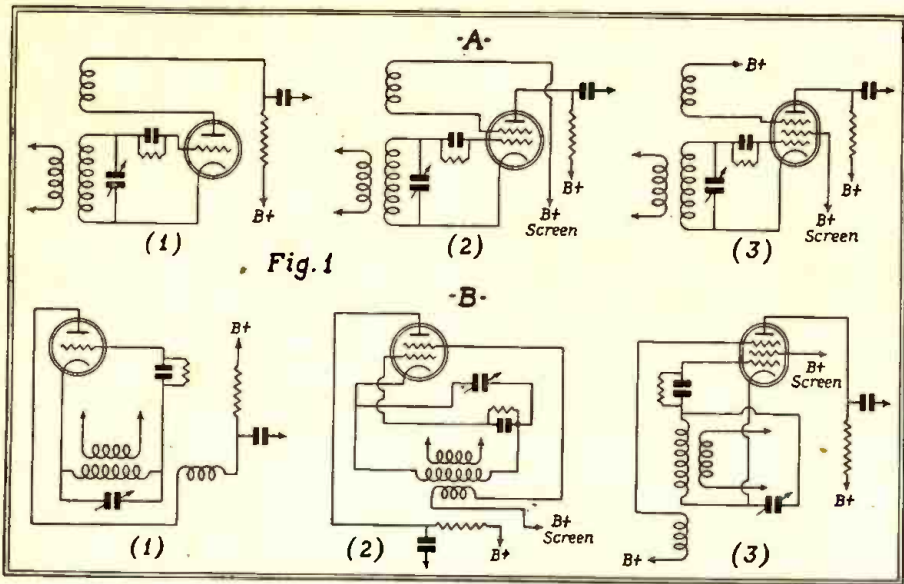 -A-
B+
B+
B+
Screen
B+
B+
B+
Screen
B+
(1)
(2)
(3)
Fig. 1
-B-
B+
B+
Screen
B+
Screen
B+
B+
B+
(1)
(2)
(3)